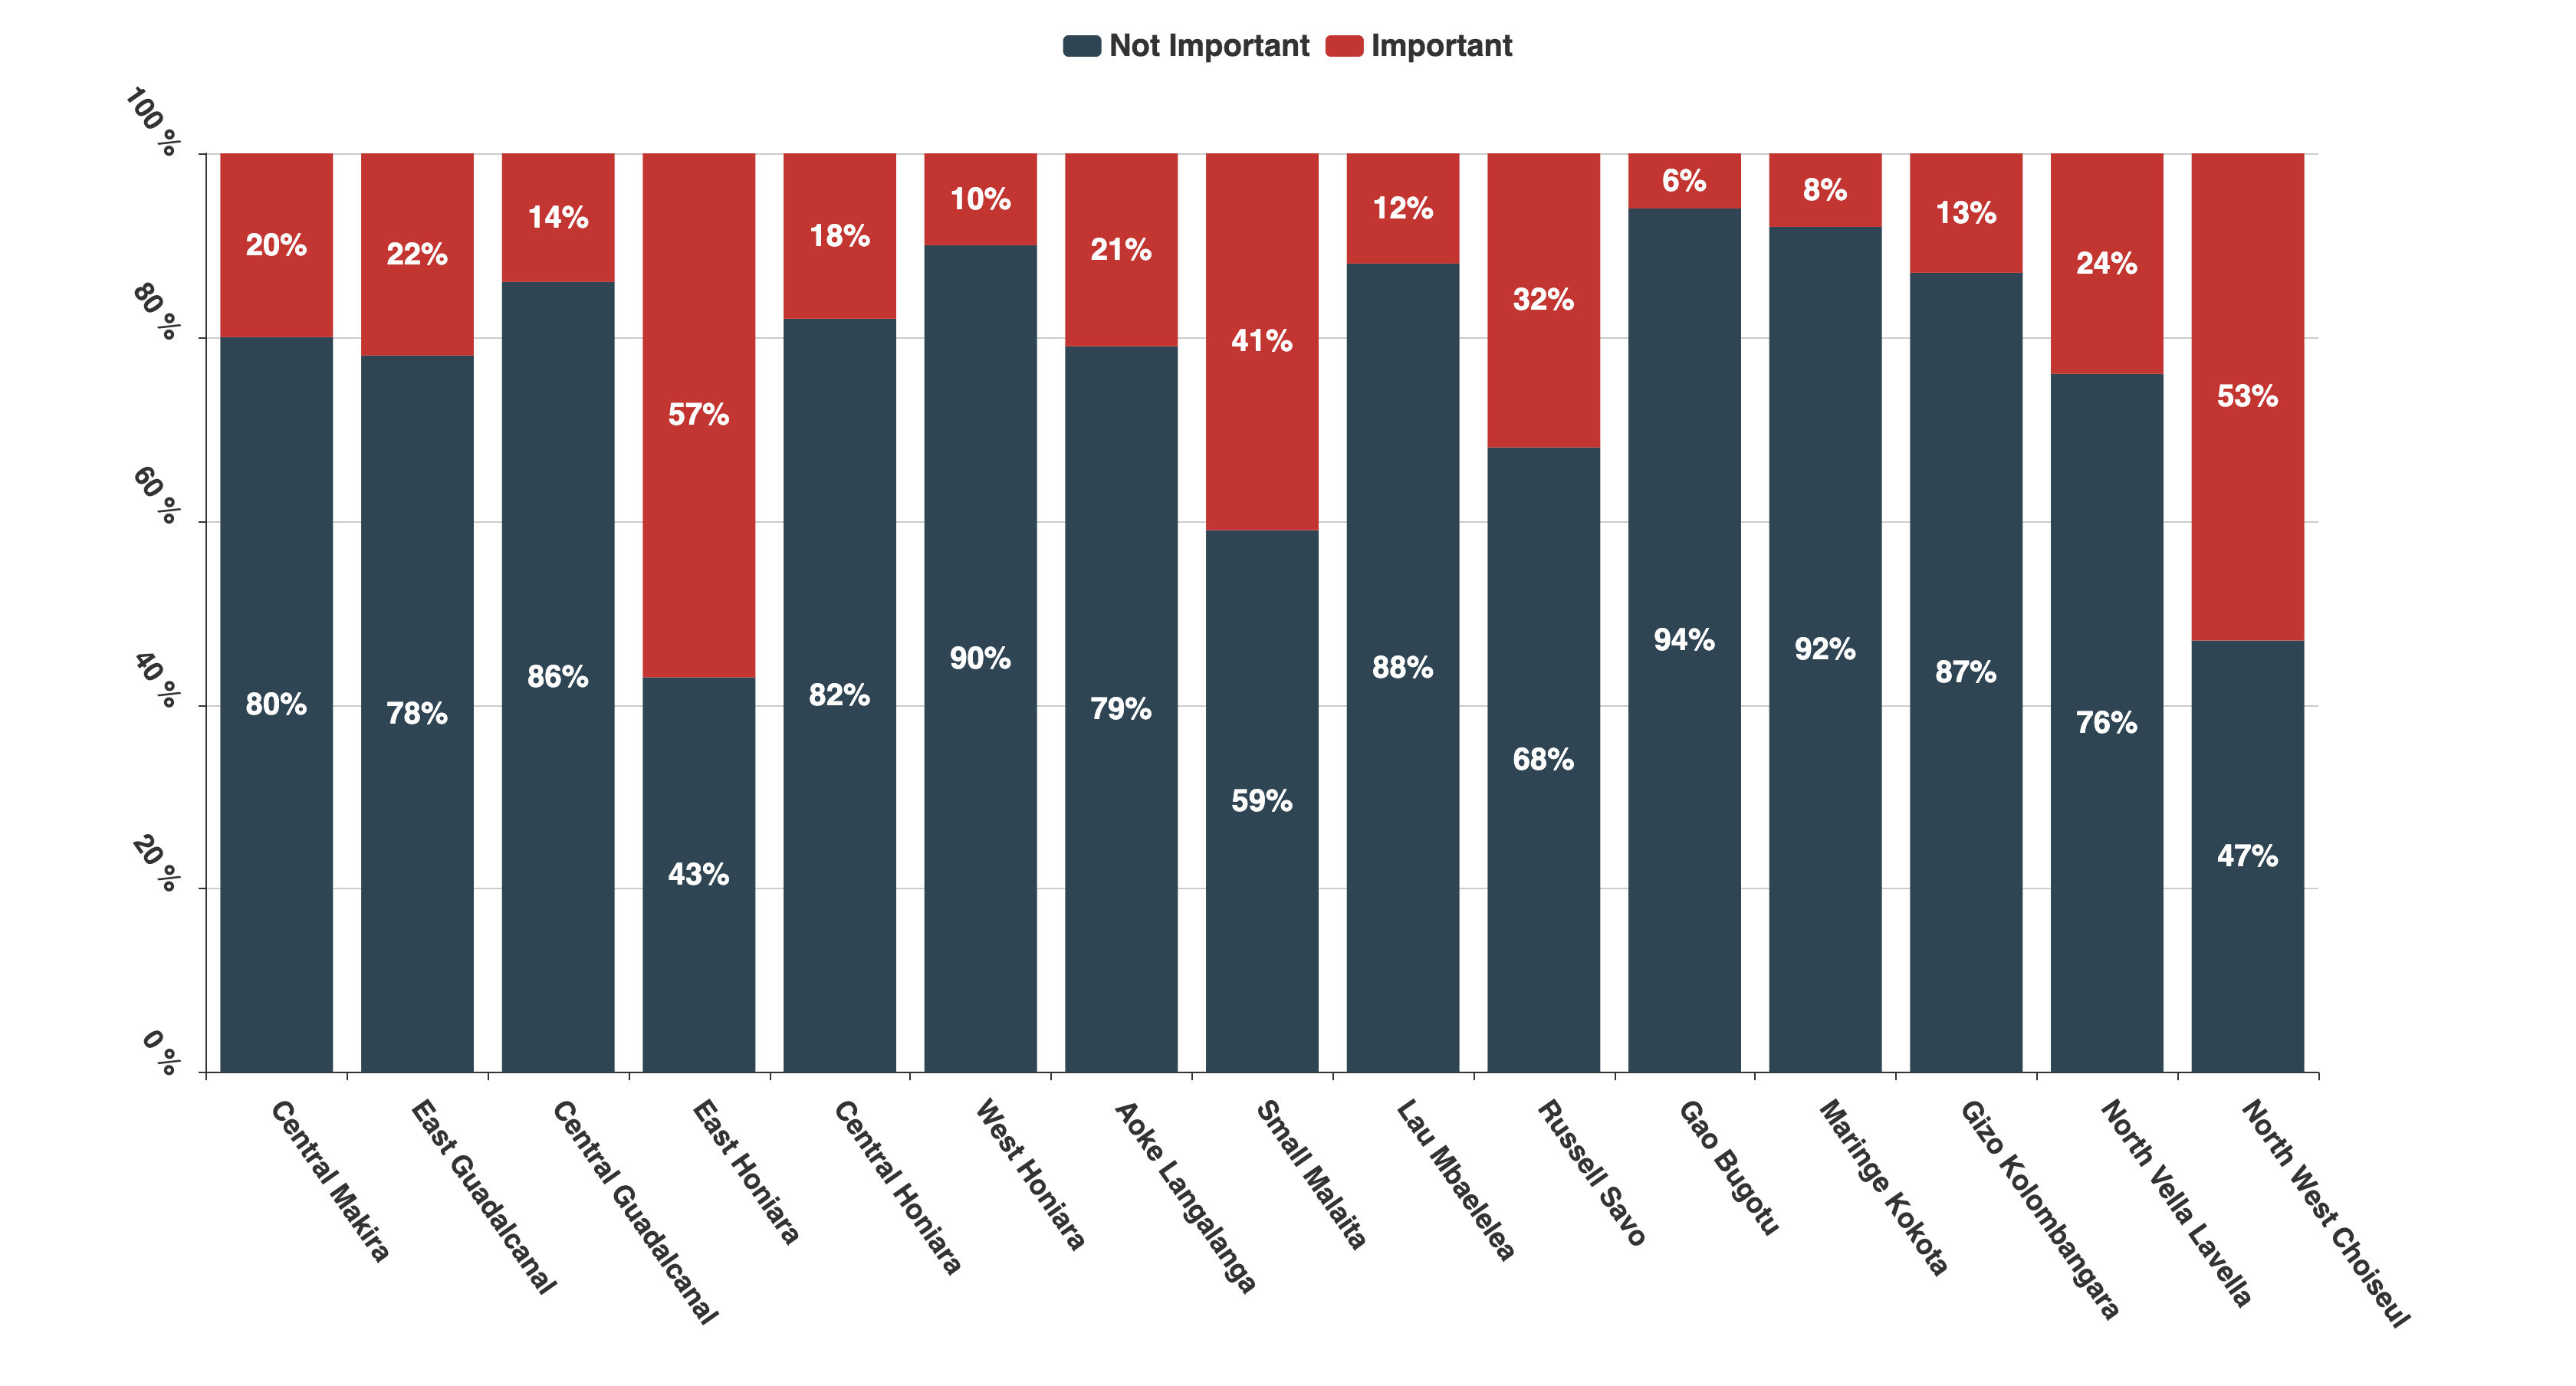 Not Important Important
100 %
80 %
60 %
40 %
20 %
0 %
20% 22% 14% 57% 18% 10% 21% 41% 12% 32% 6% 8% 13% 24% 53%
80% 78% 86% 43% 82% 90% 79% 59% 88% 68% 94% 92% 87% 76% 47%
Central Makira
East Guadalcanal
Central Guadalcanal
East Honiara
Central Honiara
West Honiara
Aoke Langalanga
Small Malaita
Lau Mbaelelea
Russell Savo
Gao Bugotu
Maringe Kokota
Gizo Kolombangara
North Vella Lavella
North West Choiseul